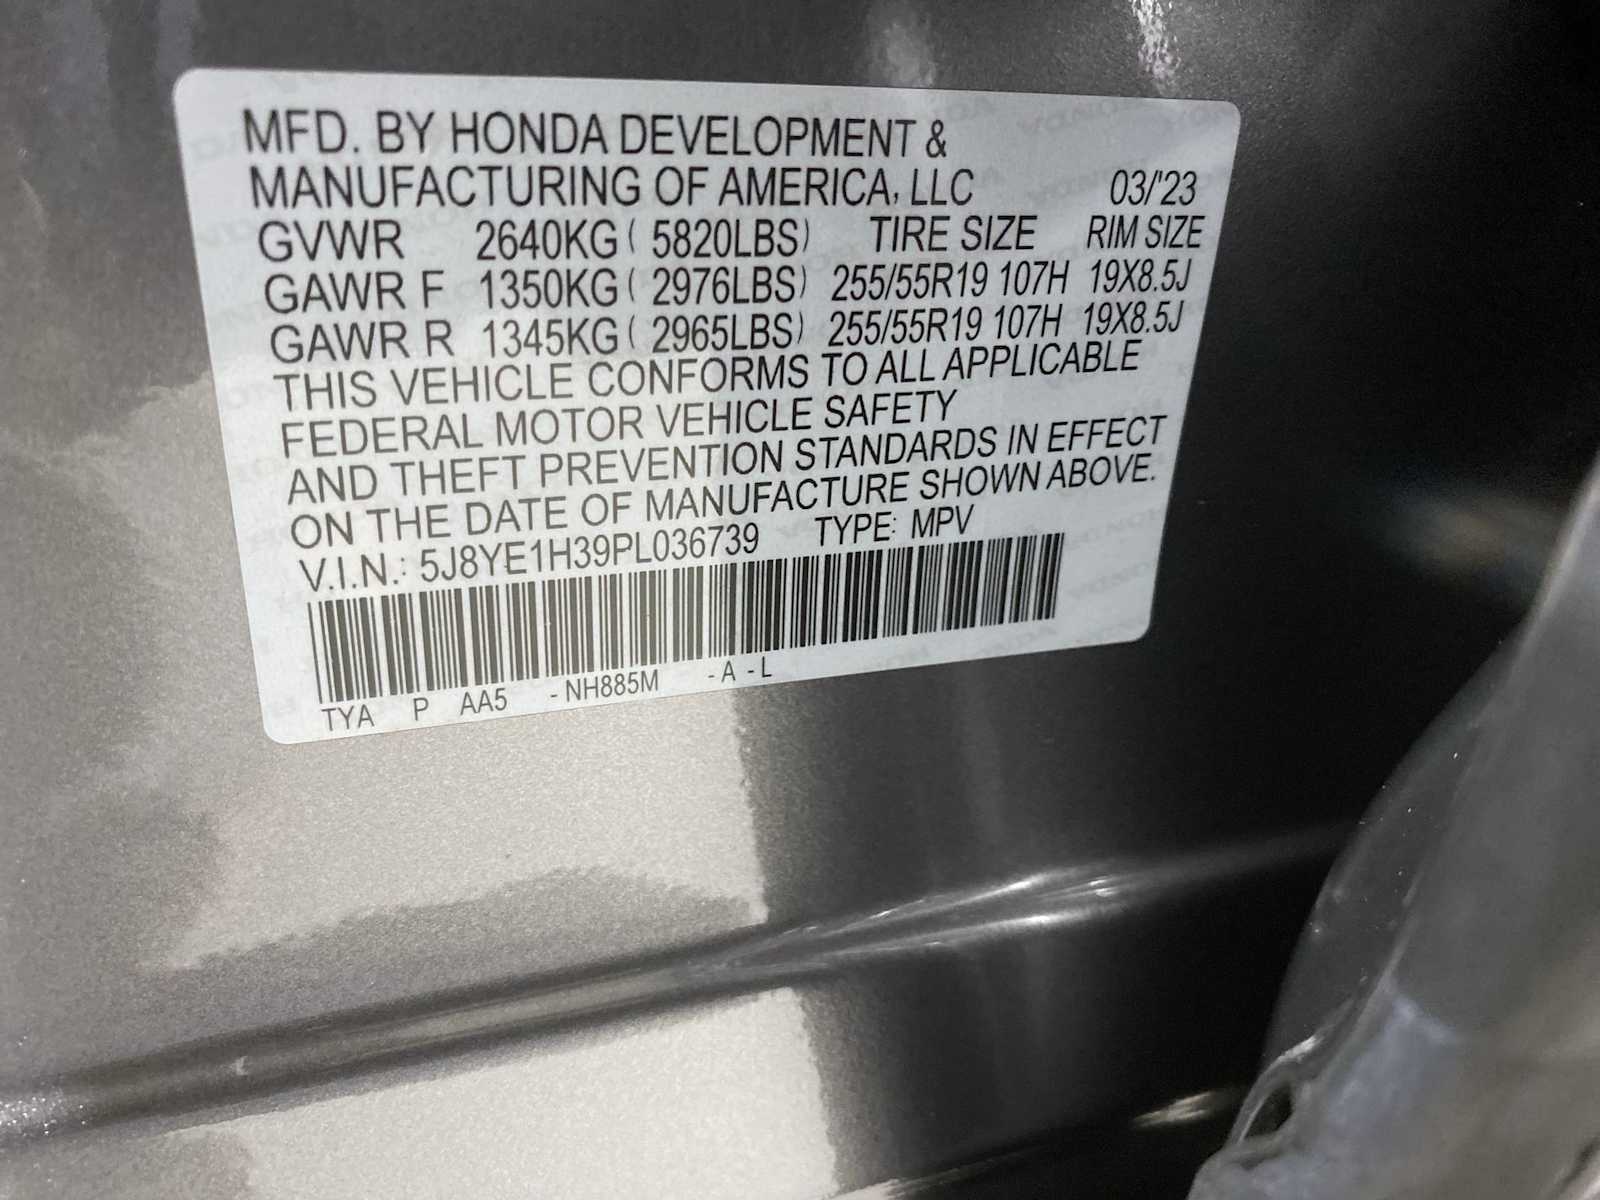 MFD. BY HONDA DEVELOPMENT &
MANUFACTURING OF AMERICA, LLC 03/'23
GVWR 2640KG ( 5820LBS) TIRE SIZE RIM SIZE
GAWR F 1350KG ( 2976LBS) 255/55R19 107H 19X8.5J
GAWR R 1345KG ( 2965LBS) 255/55R19 107H 19X8.5J
THIS VEHICLE CONFORMS TO ALL APPLICABLE
FEDERAL MOTOR VEHICLE SAFETY
AND THEFT PREVENTION STANDARDS IN EFFECT
ON THE DATE OF MANUFACTURE SHOWN ABOVE.
V.I.N.: 5J8YE1H39PL036739 TYPE: MPV
TYA P AA5 -NH885M -A -L